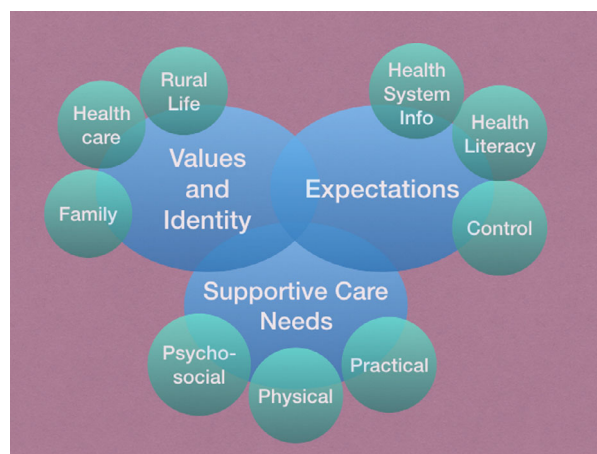 Rural
Life
Health
care
Family
Values
and
Identity
Health
System
Info
Health
Literacy
Control
Expectations
Supportive Care
Needs
Psycho-
social
Physical
Practical